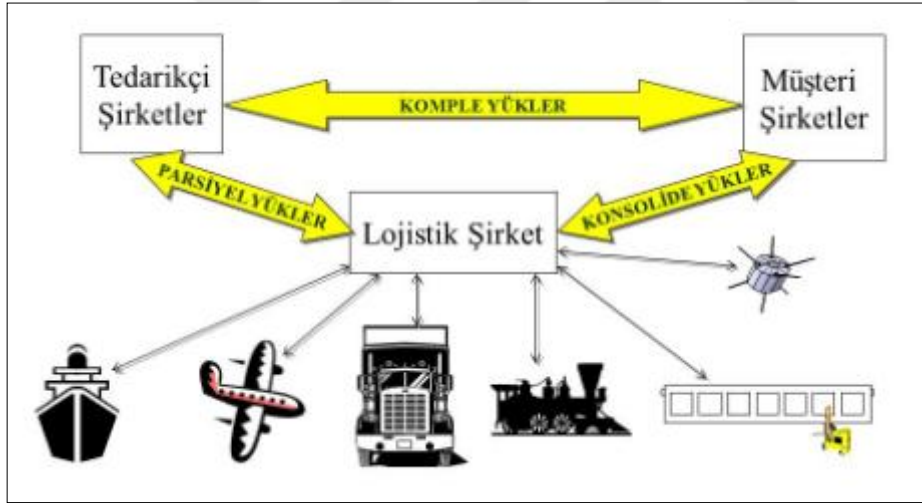 Tedarikçi
Şirketler
KOMPLE YÜKLER
Müşteri
Şirketler
PARSİYEL YÜKLER
KONSOLİDE YÜKLER
Lojistik Şirket